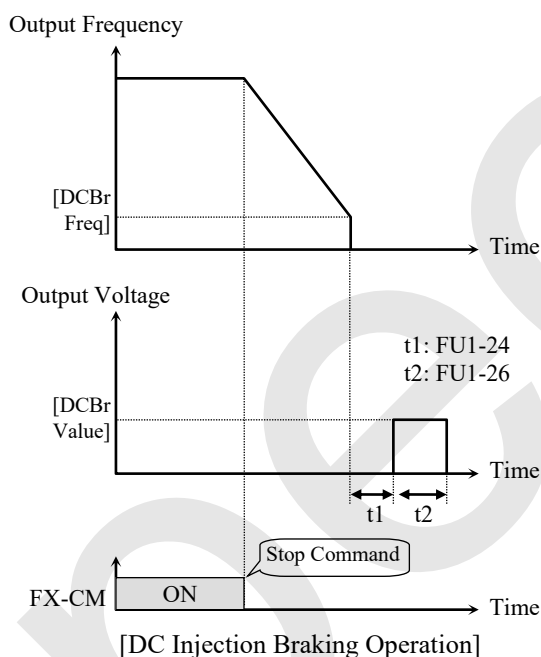 Output Frequency
[DCBr
Freq]
Time
Output Voltage
t1: FU1-24
t2: FU1-26
[DCBr
Value]
Time
t1
t2
Stop Command
FX-CM
ON
Time
[DC Injection Braking Operation]